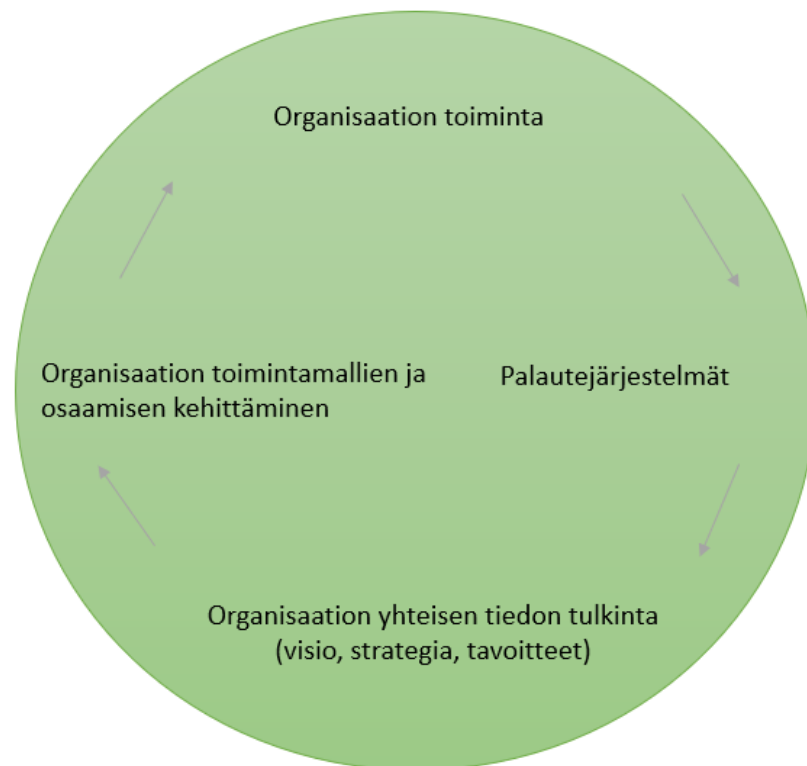 Organisaation toiminta
Organisaation toimintamallien ja
osaamisen kehittäminen
Palautejärjestelmät
Organisaation yhteisen tiedon tulkinta
(visio, strategia, tavoitteet)